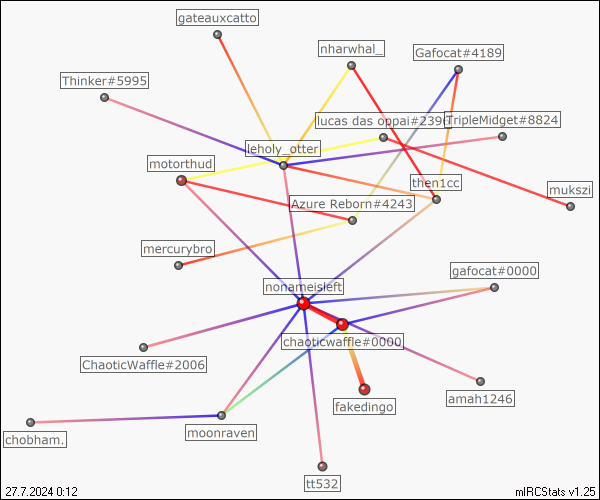 gateauxcatto
nharwhal_
Gafocat#4189
Thinker#5995
lucas das oppai#239
TripleMidget#8824
leholy_otter
motorthud
then1cc
mukszi
Azure Reborn#4243
mercurybro
gafocat#0000
nonameisleft
chaoticwaffle#0000
ChaoticWaffle#2006
amah1246
fakedingo
moonraven
chobham.
tt532
27.7.2024 0:12
mIRCStats v1.25